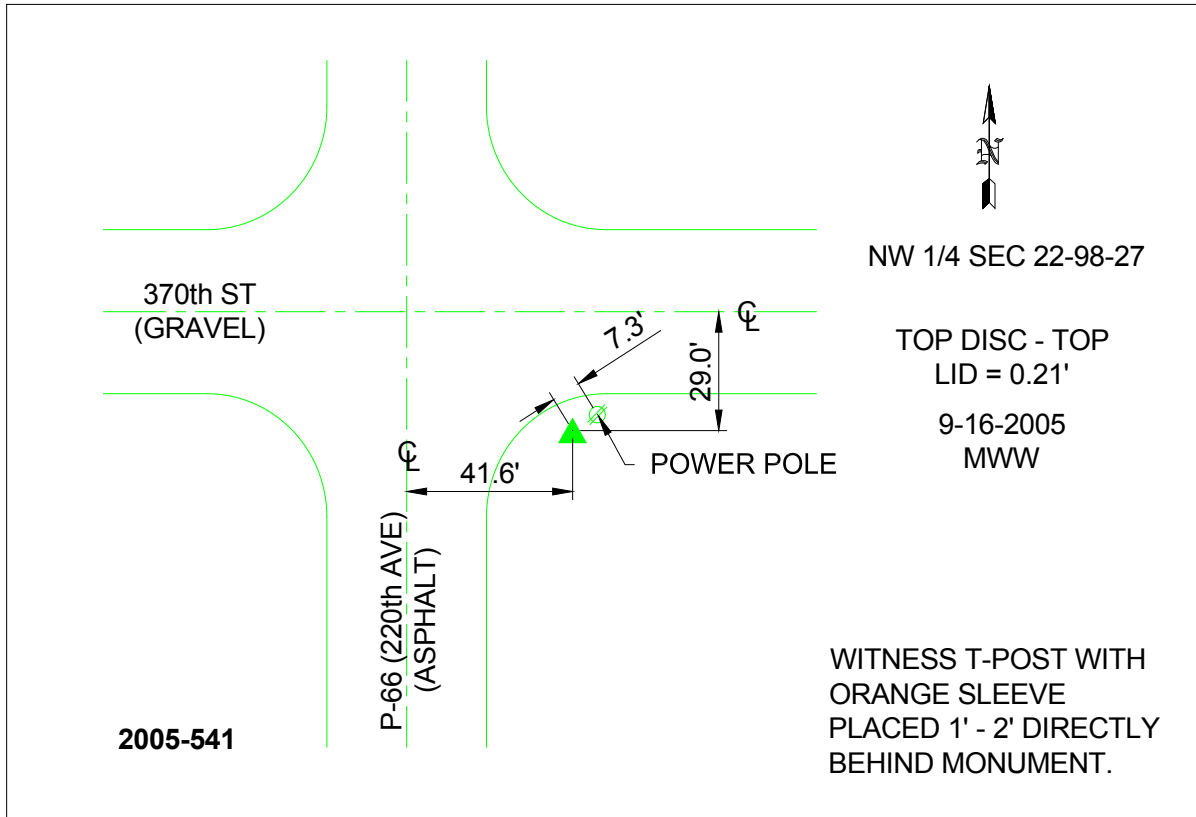 N
NW 1/4 SEC 22-98-27
370th ST
(GRAVEL)
℄
7.3'
29.0'
TOP DISC - TOP
LID = 0.21'
9-16-2005
MWW
℄
41.6'
POWER POLE
P-66 (220th AVE)
(ASPHALT)
WITNESS T-POST WITH
ORANGE SLEEVE
PLACED 1' - 2' DIRECTLY
BEHIND MONUMENT.
2005-541